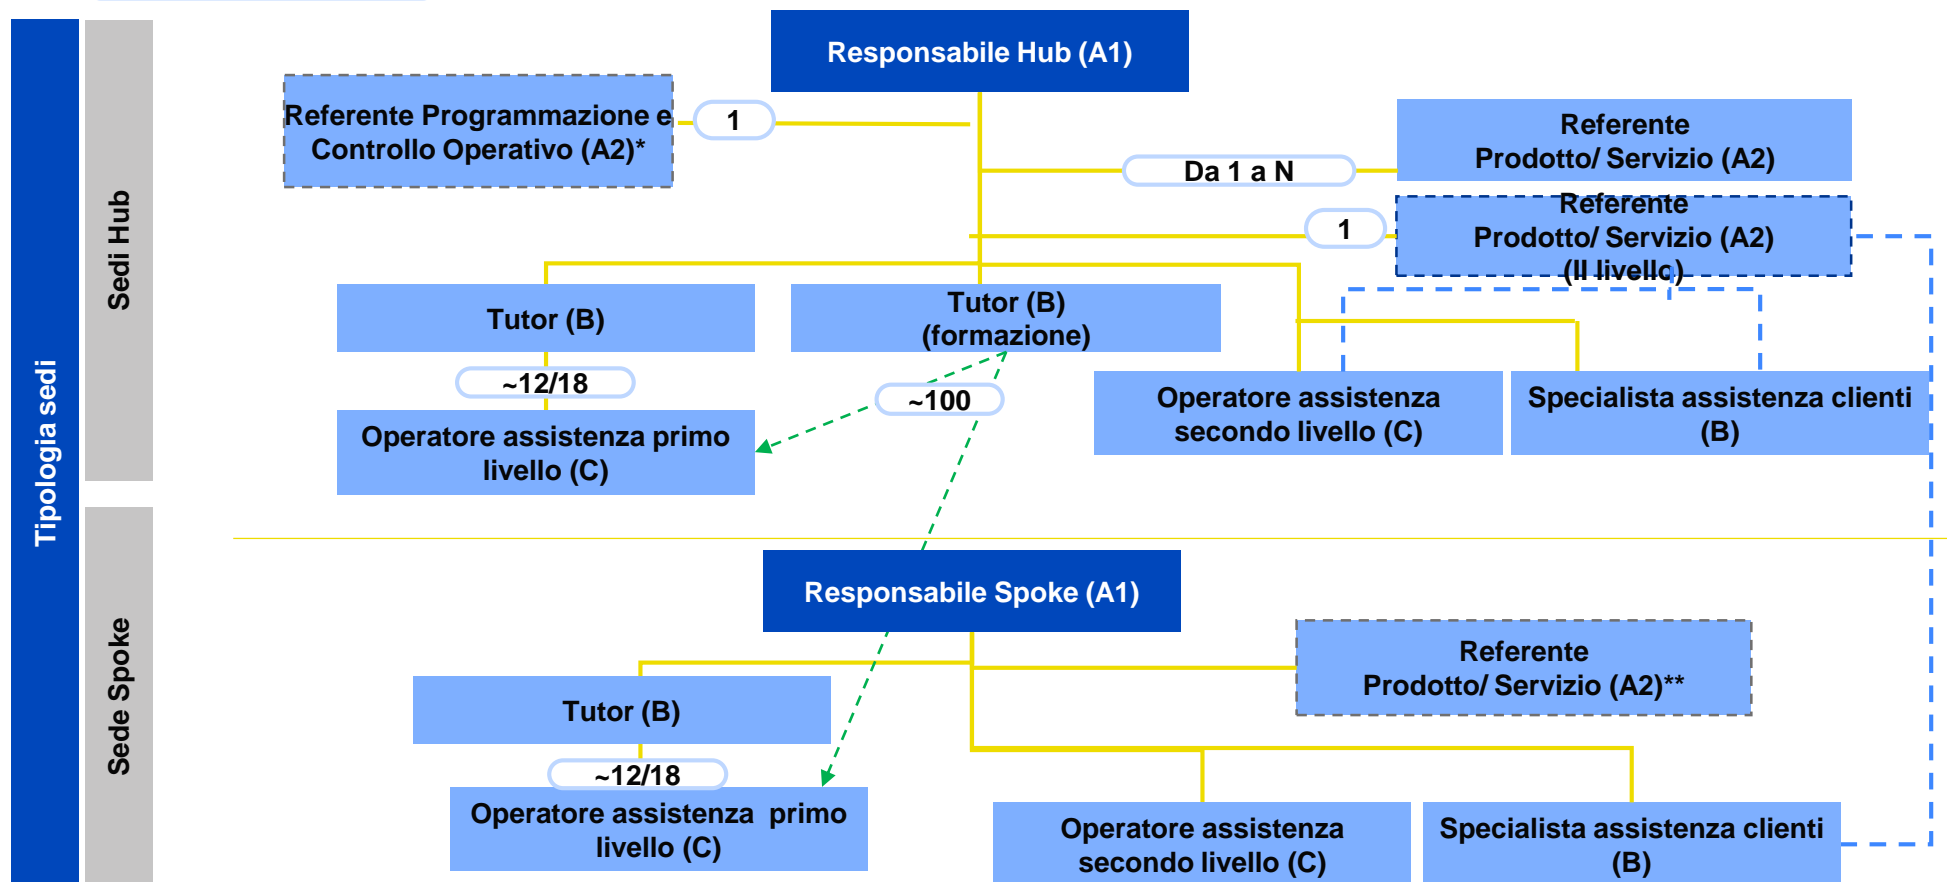 Tipologia sedi
Sedi Hub
Responsabile Hub (A1)
Referente Programmazione e
Controllo Operativo (A2)*
1
Referente
Prodotto/ Servizio (A2)
Da 1 a N
Referente
Prodotto/ Servizio (A2)
(II livello)
1
Tutor (B)
Tutor (B)
(formazione)
~12/18
~100
Operatore assistenza primo
livello (C)
Operatore assistenza
secondo livello (C)
Specialista assistenza clienti
(B)
Sede Spoke
Responsabile Spoke (A1)
Referente
Prodotto/ Servizio (A2)**
Tutor (B)
~12/18
Operatore assistenza  primo
livello (C)
Operatore assistenza
secondo livello (C)
Specialista assistenza clienti
(B)